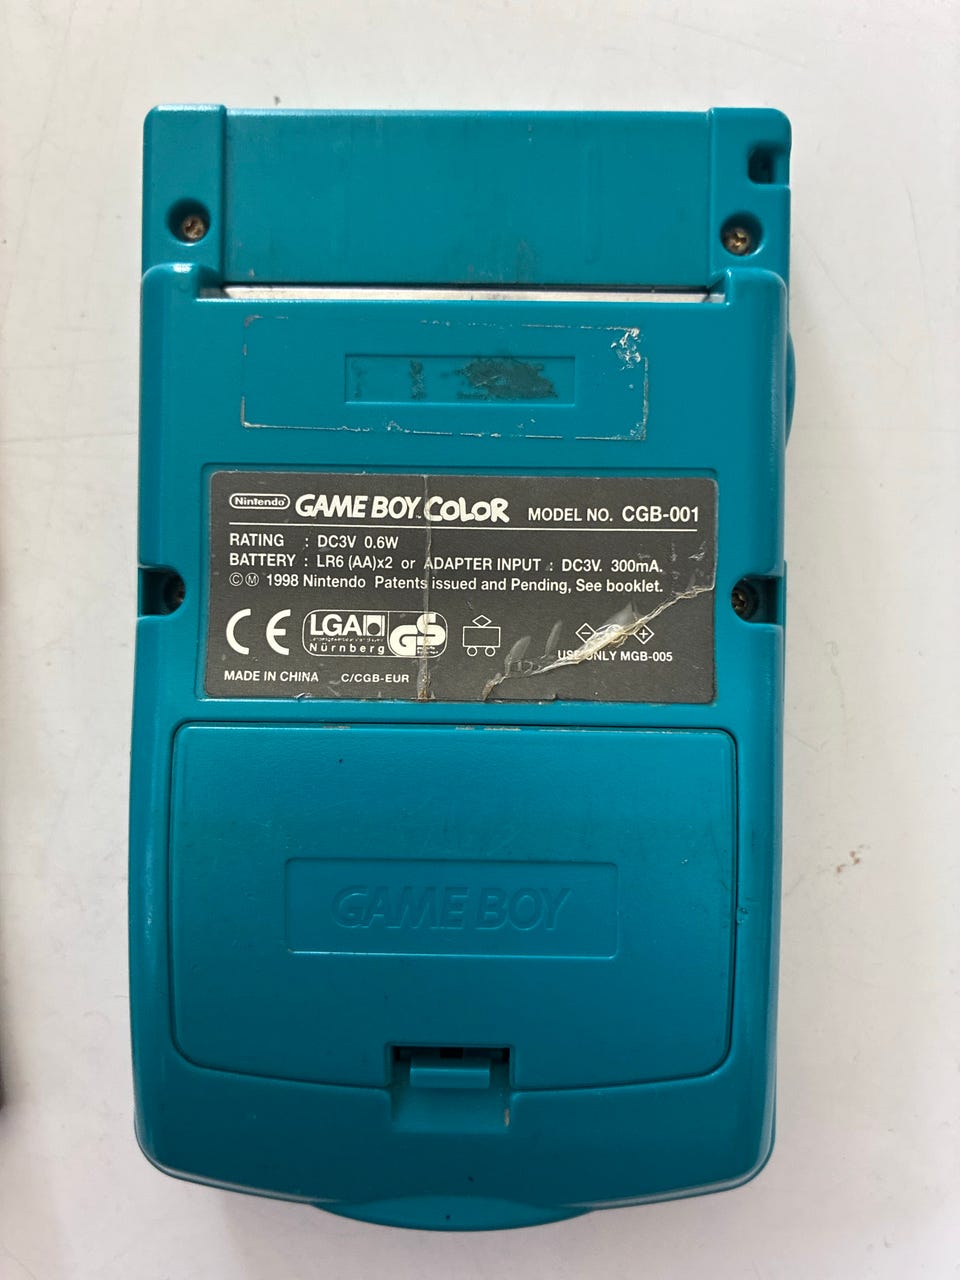 Nintendo GAME BOY COLOR MODEL NO. CGB-001
RATING : DC3V 0.6W
BATTERY : LR6 (AA)x2 or ADAPTER INPUT : DC3V. 300mA.
© Ⓜ 1998 Nintendo Patents issued and Pending, See booklet.
CE LGA GS
Nürnberg
USE ONLY MGB-005
MADE IN CHINA C/CGB-EUR
GAME BOY